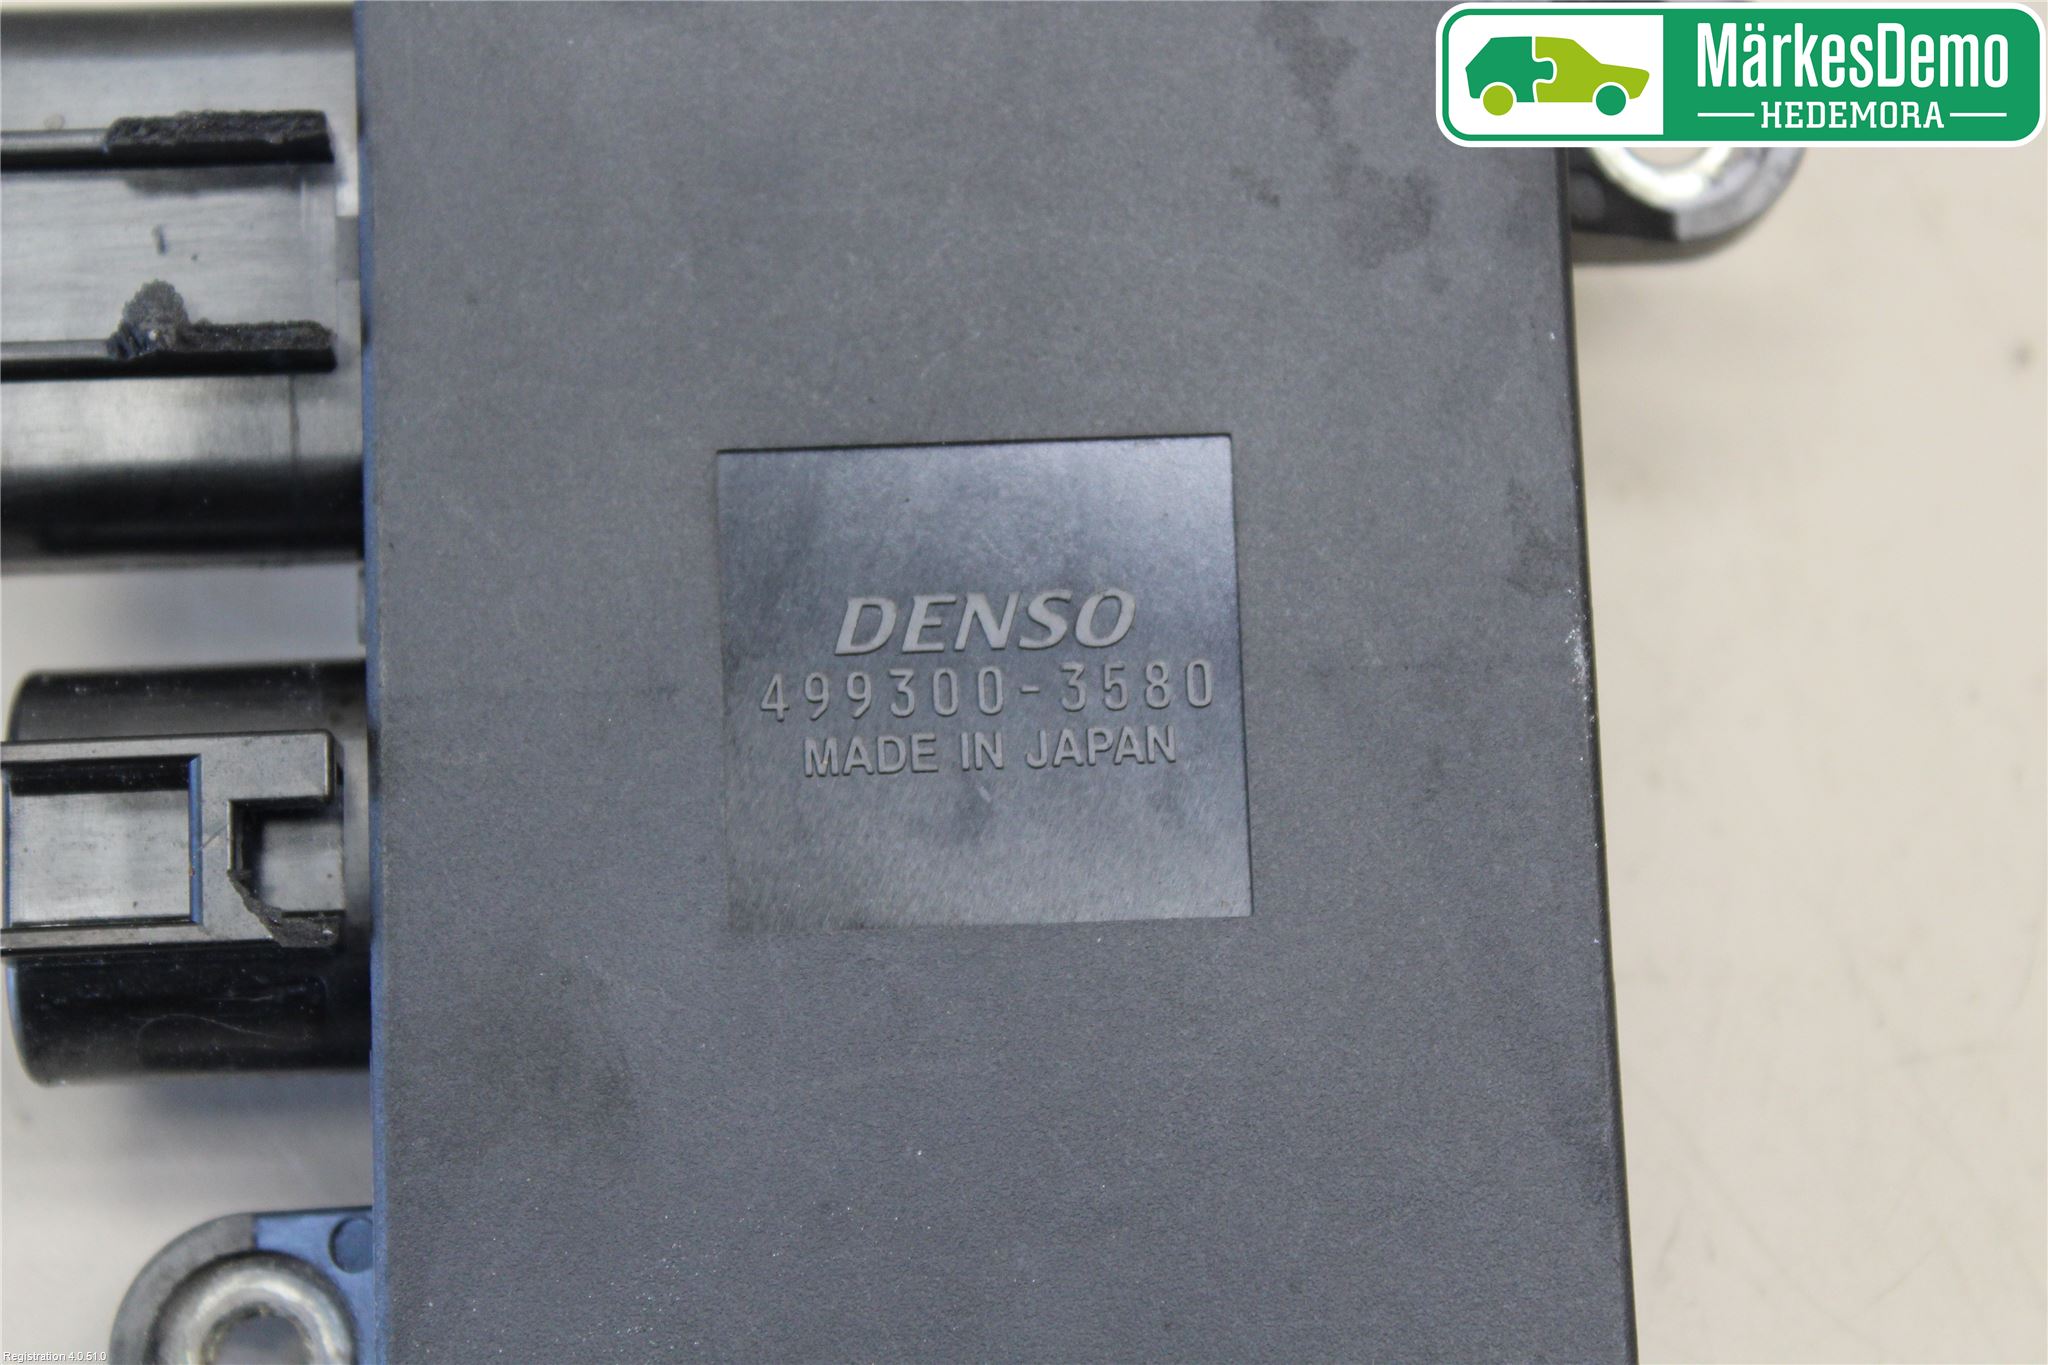 MärkesDemo
HEDEMORA
DENSO
499300-3580
MADE IN JAPAN
Registration 4.0.51.0